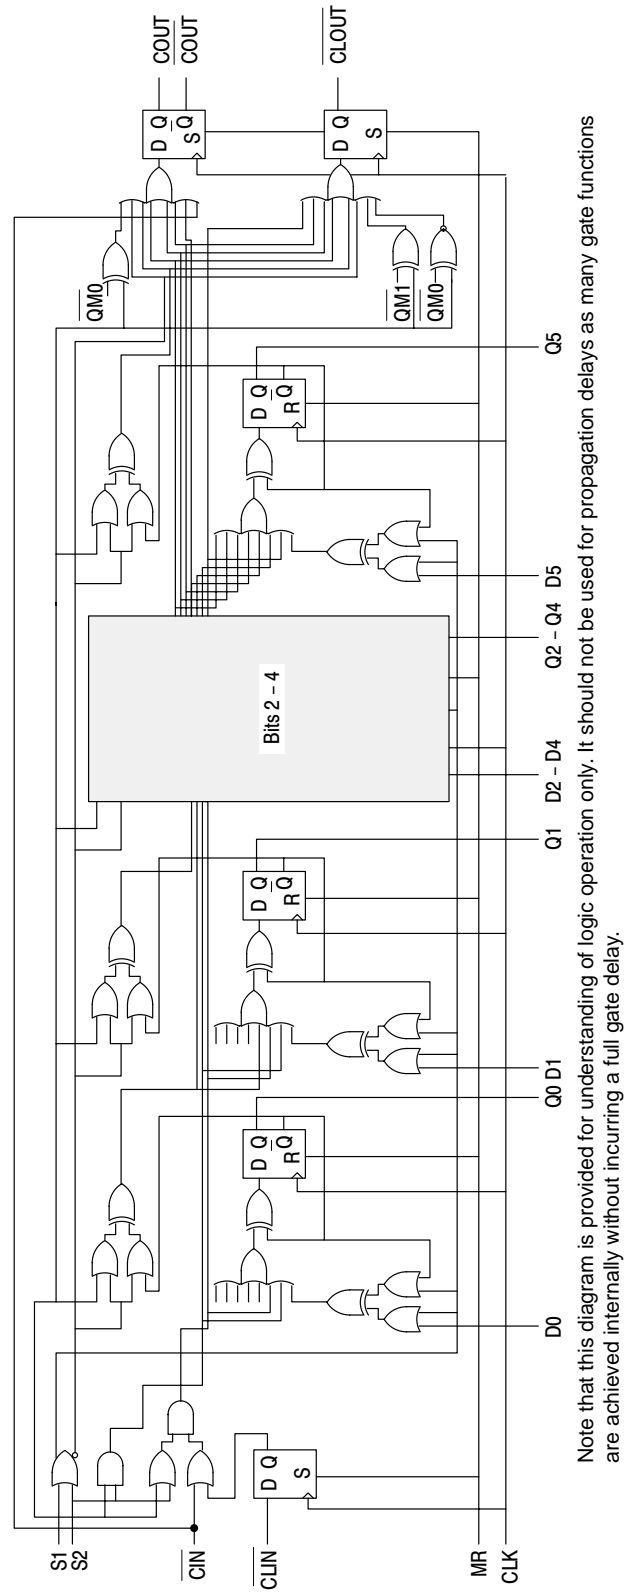 S1
S2
CIN
CLIN
MR
CLK
D Q
S
D0
D Q
Q
R
Q0
D1
D Q
Q
R
Q1
Bits 2 – 4
D2 – D4
Q2 – Q4
D5
D Q
Q
R
Q5
QM0
QM1
QM0
D Q
Q
S
COUT
COUT
D Q
S
CLOUT
Note that this diagram is provided for understanding of logic operation only. It should not be used for propagation delays as many gate functions
are achieved internally without incurring a full gate delay.